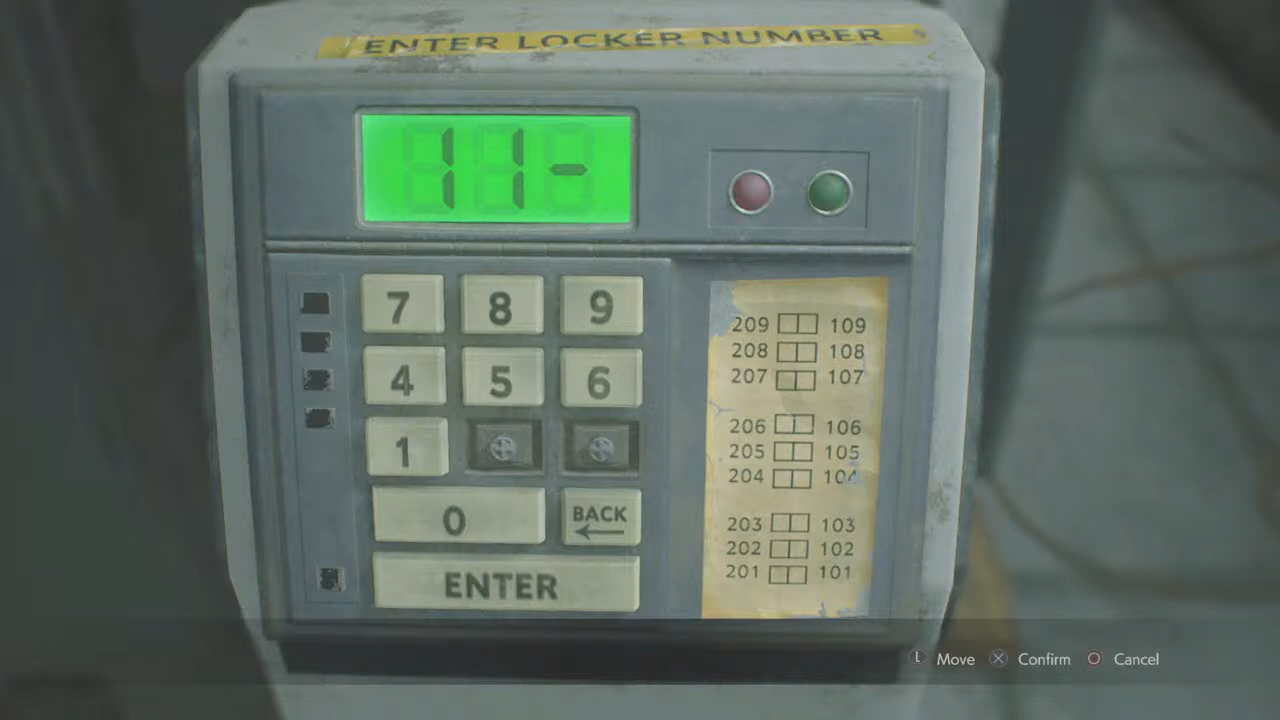 ENTER LOCKER NUMBER
11-
7 8 9
4 5 6
1
0 BACK
ENTER
209 109
208 108
207 107
206 106
205 105
204 104
203 103
202 102
201 101
L Move Confirm Cancel